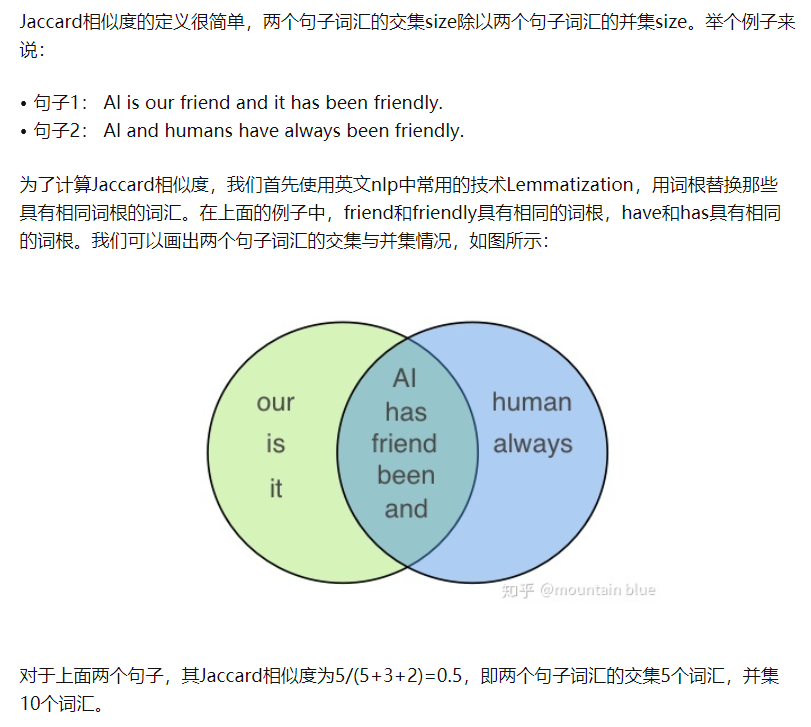 Jaccard相似度的定义很简单，两个句子词汇的交集size除以两个句子词汇的并集size。举个例子来
说：
• 句子1： AI is our friend and it has been friendly.
• 句子2： AI and humans have always been friendly.
为了计算Jaccard相似度，我们首先使用英文nlp中常用的技术Lemmatization，用词根替换那些
具有相同词根的词汇。在上面的例子中，friend和friendly具有相同的词根，have和has具有相同
的词根。我们可以画出两个句子词汇的交集与并集情况，如图所示：
our
is
it
AI
has
friend
been
and
human
always
知乎 @mountain blue
对于上面两个句子，其Jaccard相似度为5/(5+3+2)=0.5，即两个句子词汇的交集5个词汇，并集
10个词汇。